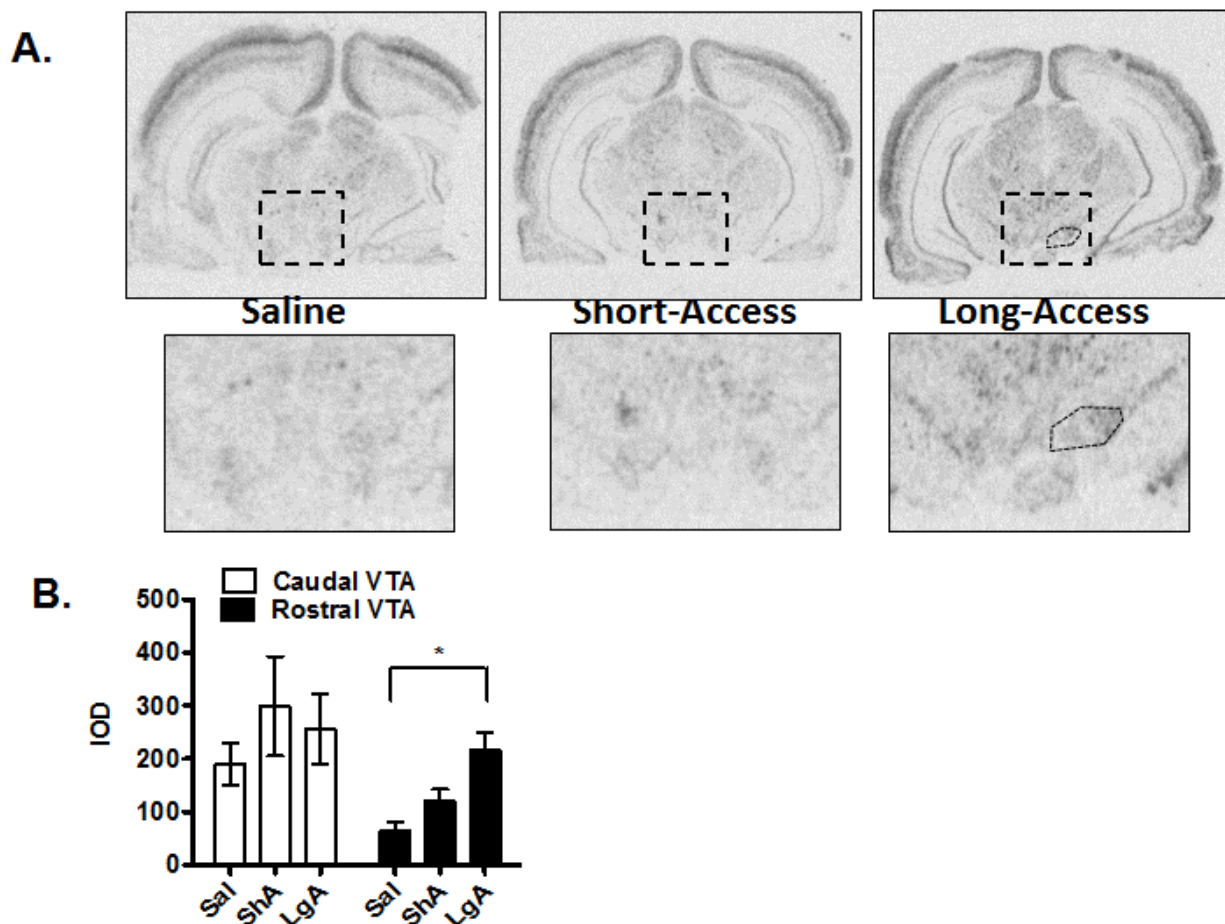 A.
Saline
Short-Access
Long-Access
B.
Caudal VTA
Rostral VTA
500
400
300
200
100
0
IOD
*
Sal
ShA
LgA
Sal
ShA
LgA